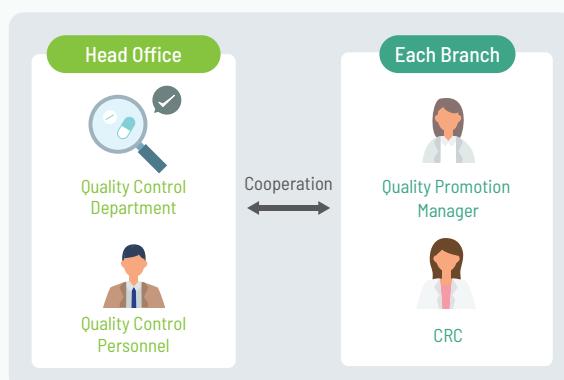 Head Office
Quality Control
Department
Quality Control
Personnel
Cooperation
Each Branch
Quality Promotion
Manager
CRC